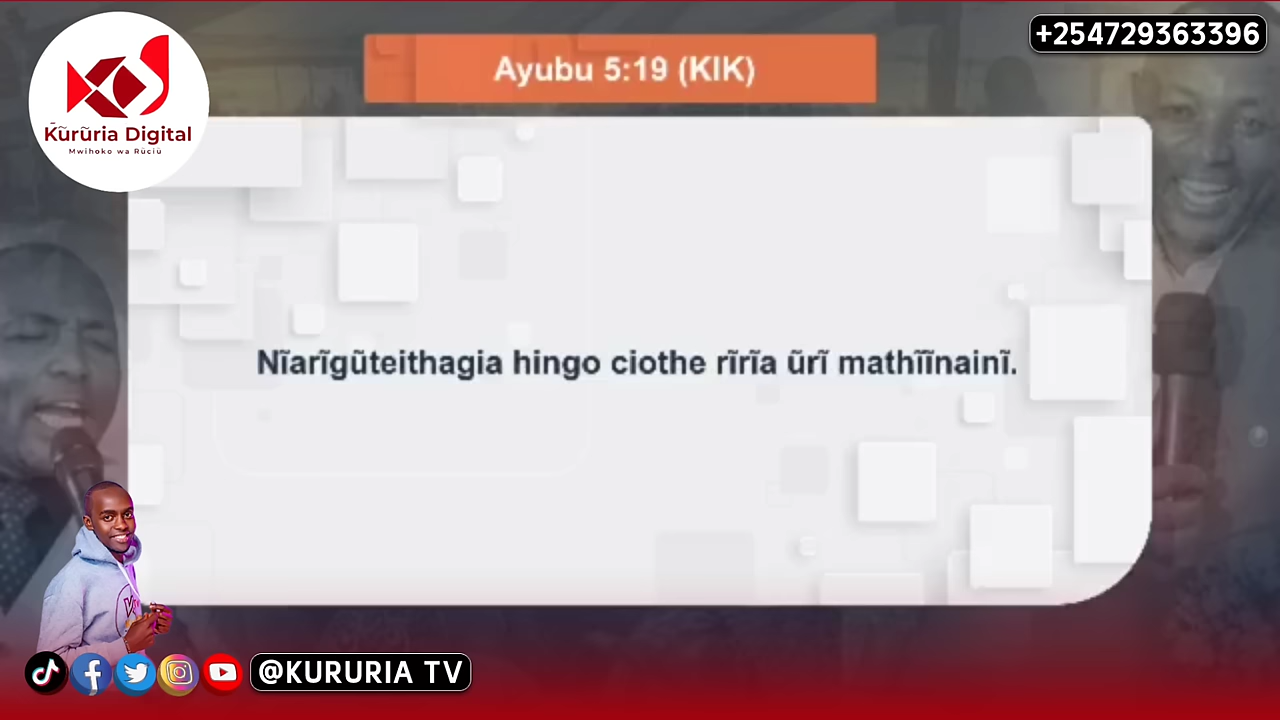 +254729363396
Ayubu 5:19 (KIK)
Kũrũria Digital
Mwihoko wa Rũciũ
Nĩarĩgũteithagia hingo ciothe rĩrĩa ũrĩ mathĩĩnainĩ.
@KURURIA TV